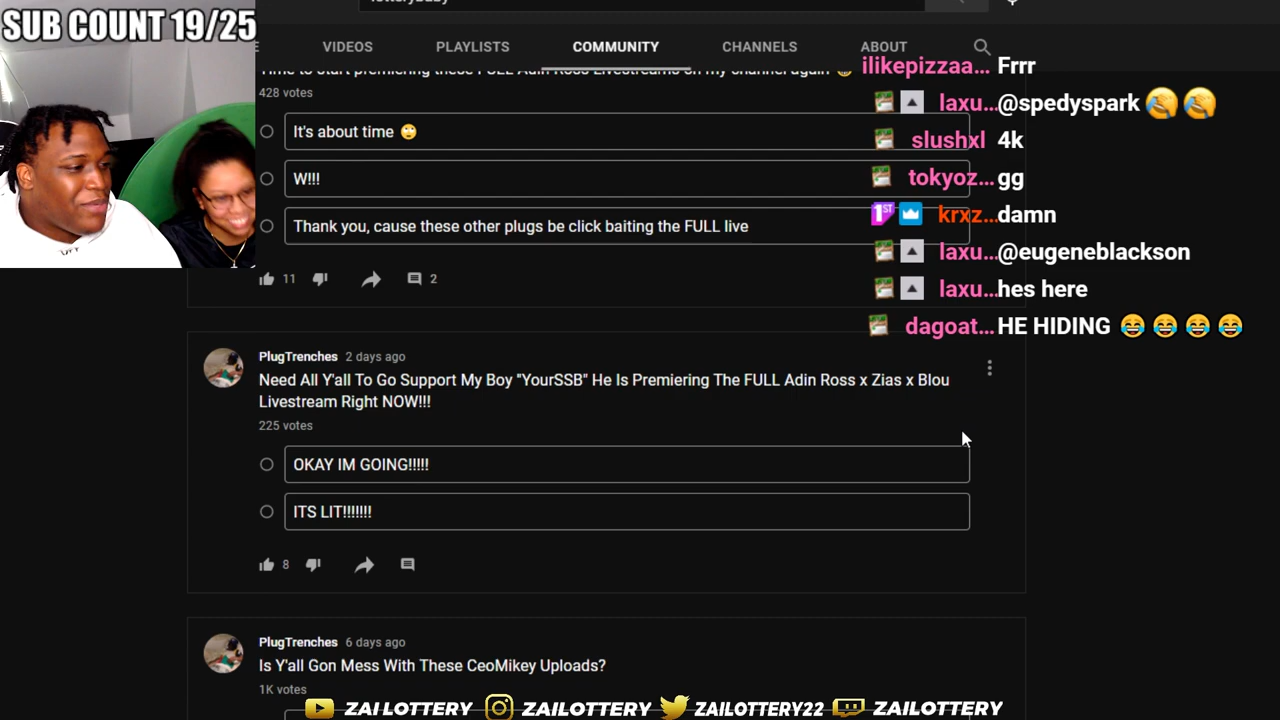 SUB COUNT 19/25
VIDEOS
PLAYLISTS
COMMUNITY
CHANNELS
ABOUT
428 votes
It's about time 🙄
W!!!
Thank you, cause these other plugs be click baiting the FULL live
11
2
PlugTrenches 2 days ago
Need All Y'all To Go Support My Boy "YourSSB" He Is Premiering The FULL Adin Ross x Zias x Blou
Livestream Right NOW!!!
225 votes
OKAY IM GOING!!!!!
ITS LIT!!!!!!!
8
PlugTrenches 6 days ago
Is Y'all Gon Mess With These CeoMikey Uploads?
1K votes
ilikepizzaa... Frrr
laxu... @spedyspark 🤣 🤣
slushxl 4k
tokyoz... gg
1ST krxz... damn
laxu... @eugeneblackson
laxu... hes here
dagoat... HE HIDING 😂 😂 😂 😂
ZAI LOTTERY ZAILOTTERY ZAILOTTERY22 ZAILOTTERY